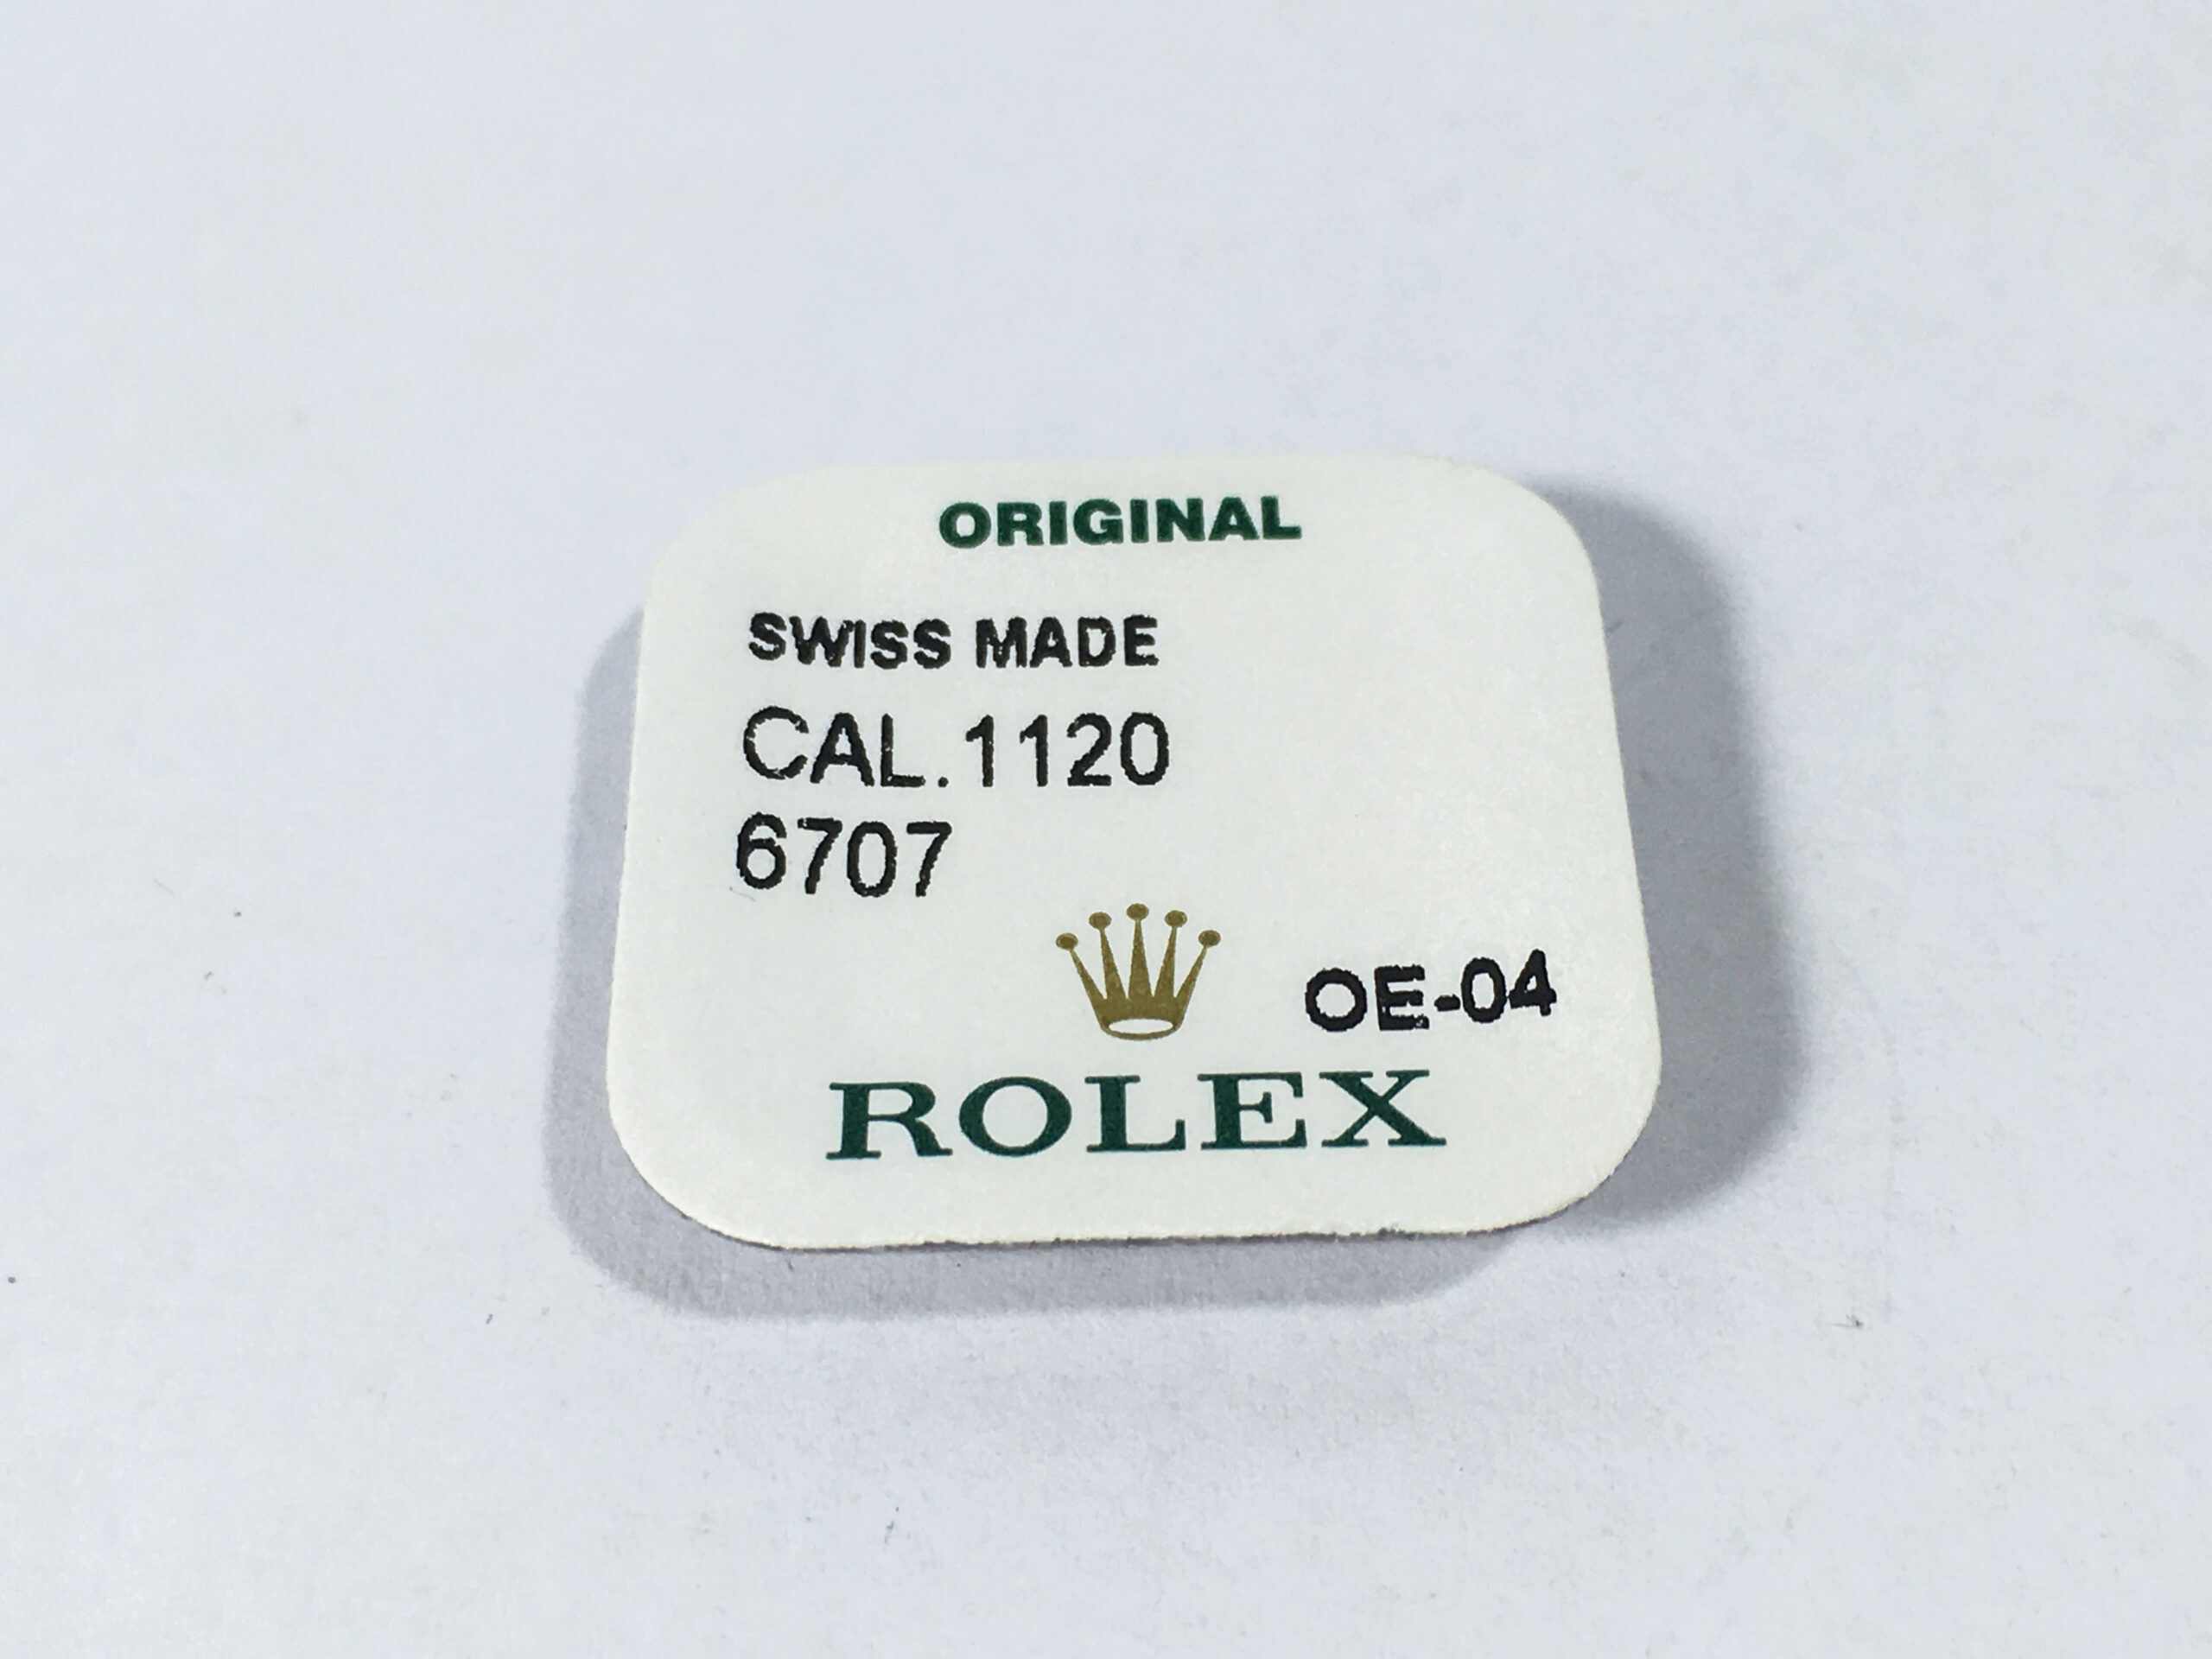 ORIGINAL
SWISS MADE
CAL.1120
6707
OE-04
ROLEX